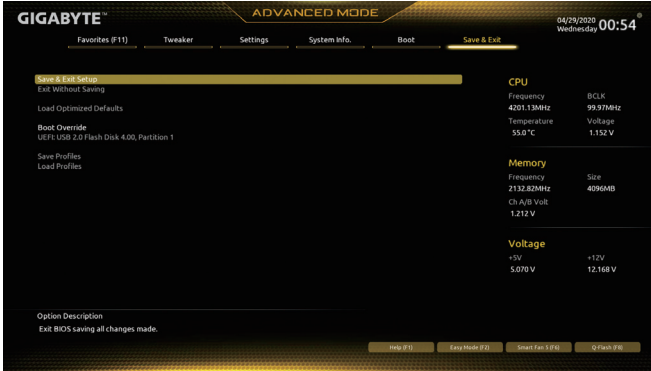 GIGABYTE™
ADVANCED MODE
04/29/2020
Wednesday 00:54
Favorites (F11) Tweaker Settings System Info. Boot Save & Exit
Save & Exit Setup
Exit Without Saving
Load Optimized Defaults
Boot Override
UEFI: USB 2.0 Flash Disk 4.00, Partition 1
Save Profiles
Load Profiles
CPU
Frequency BCLK
4201.13MHz 99.97MHz
Temperature Voltage
55.0°C 1.152 V
Memory
Frequency Size
2132.82MHz 4096MB
Ch A/B Volt
1.212 V
Voltage
+5V +12V
5.070 V 12.168 V
Option Description
Exit BIOS saving all changes made.
Help (F1) Easy Mode (F2) Smart Fan 5 (F6) Q-Flash (F8)